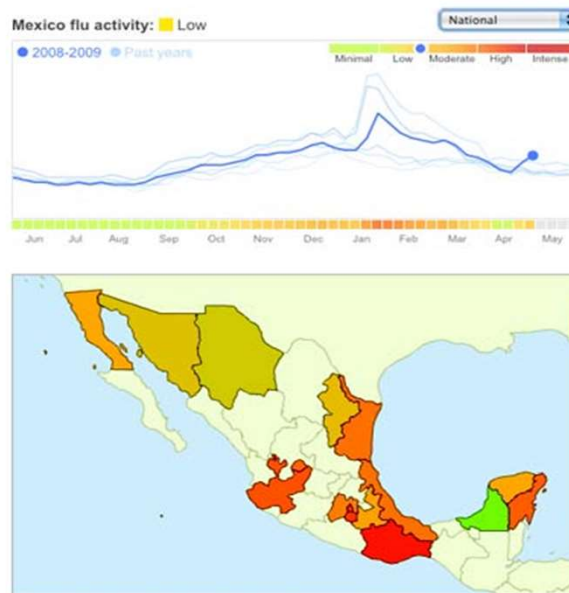 Mexico flu activity: Low
National
2008-2009 Past years
Minimal Low Moderate High Intense
Jun Jul Aug Sep Oct Nov Dec Jan Feb Mar Apr May